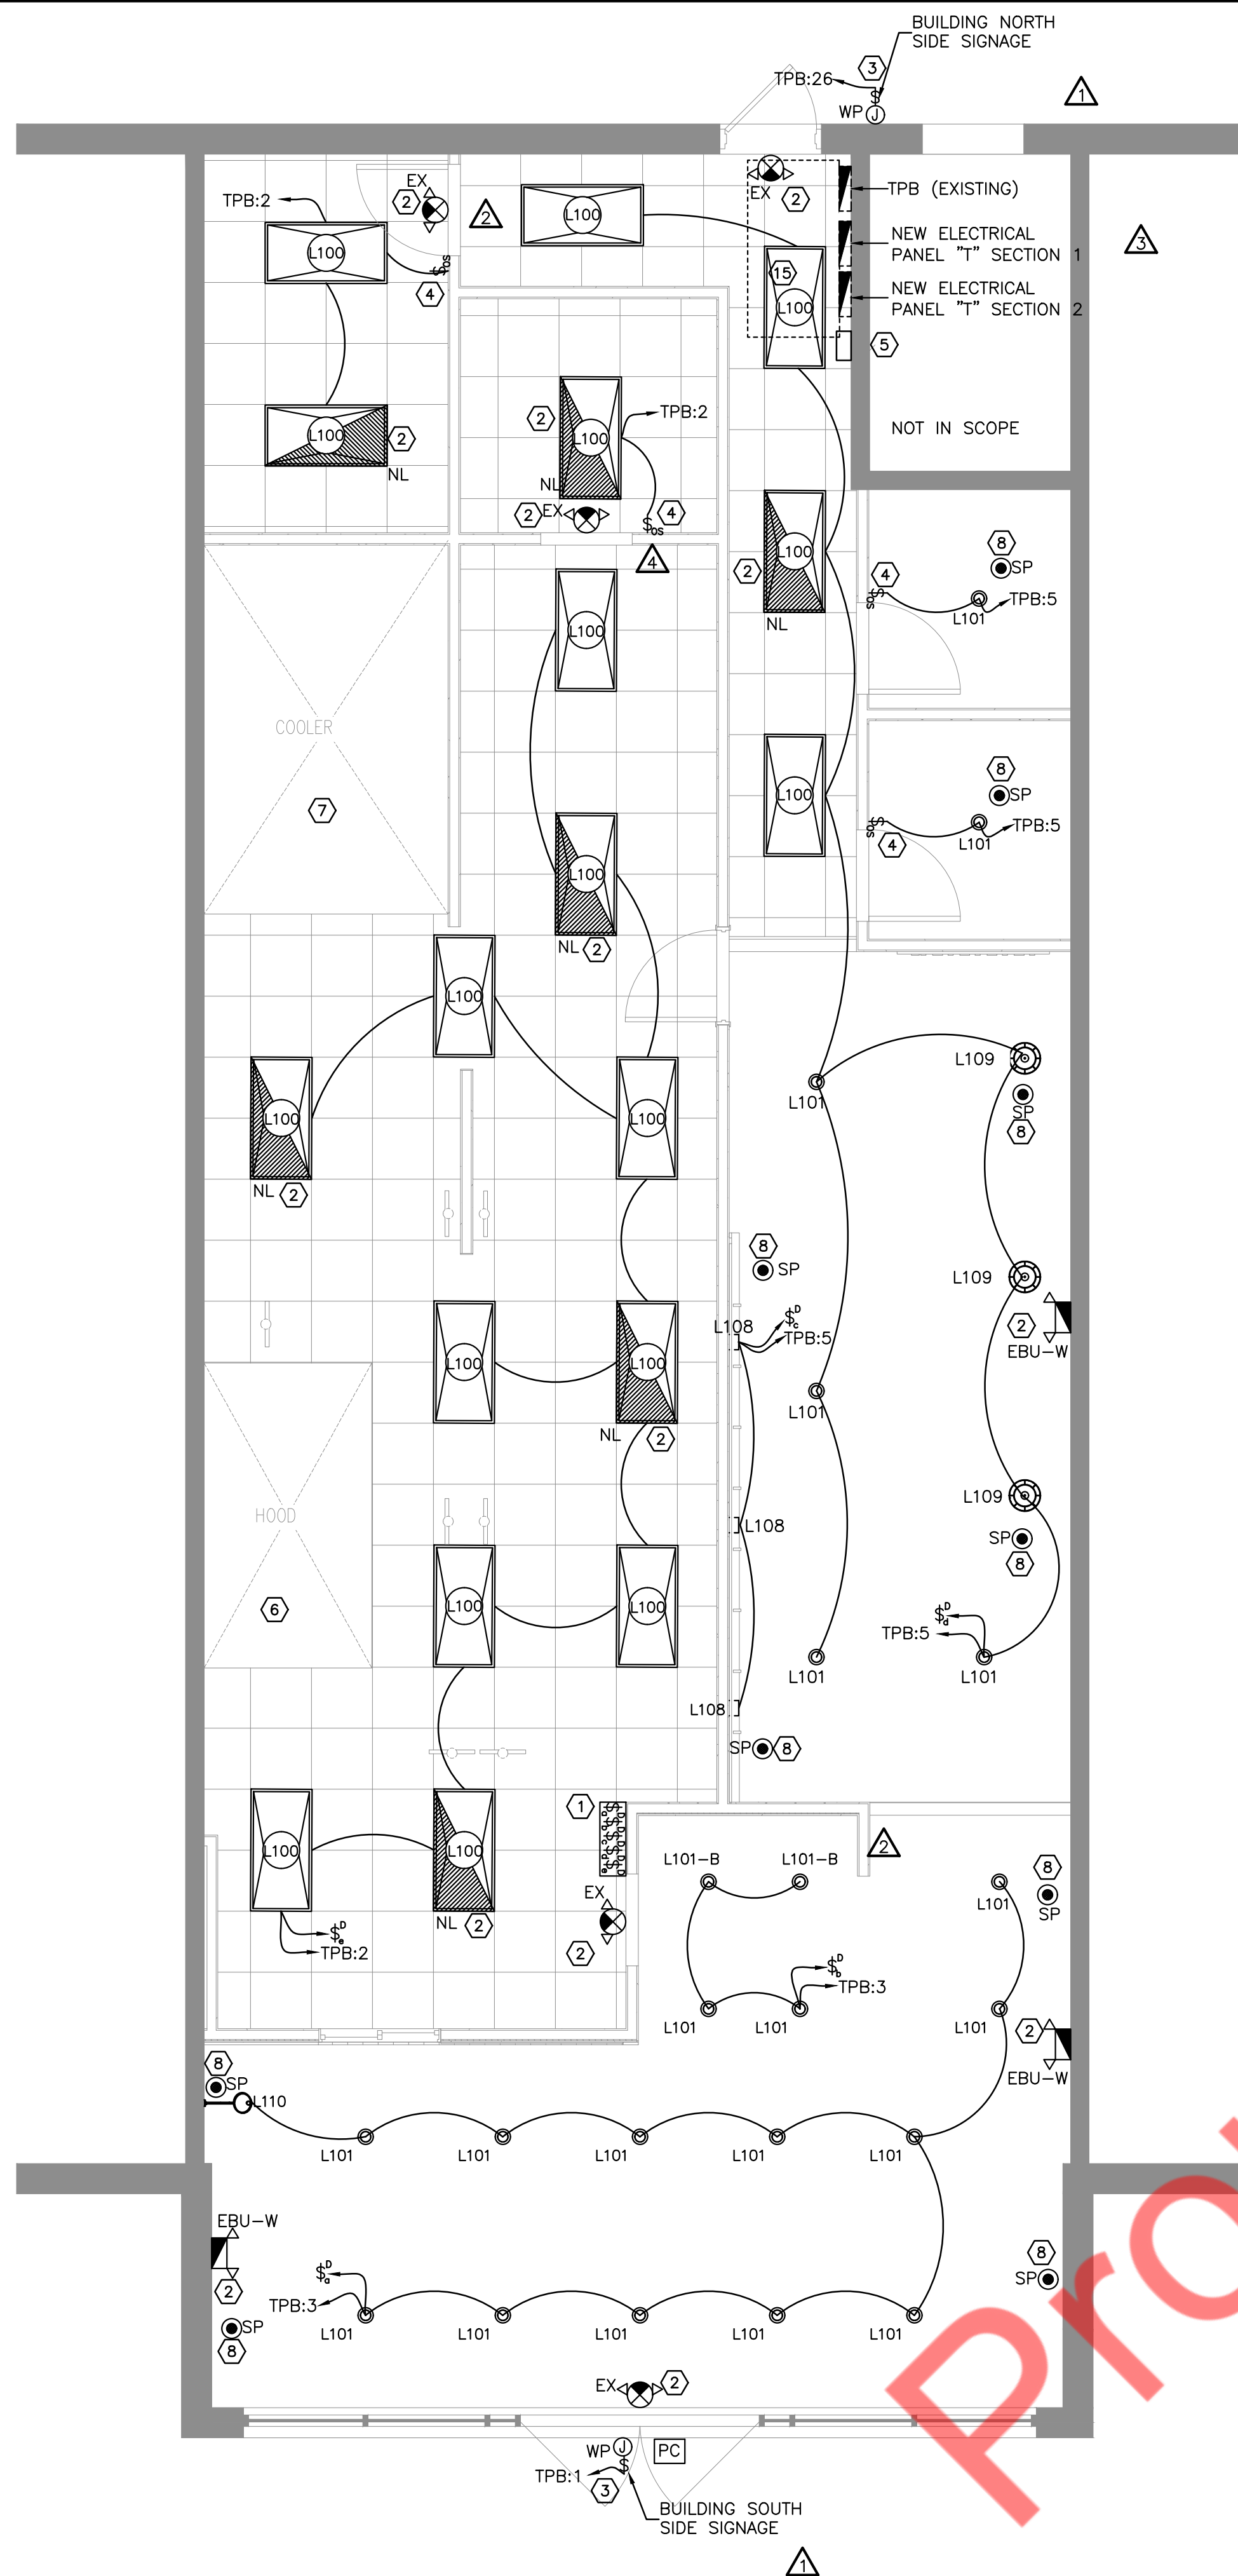 BUILDING NORTH
SIDE SIGNAGE
TPB:26
3
1
$
WP J
EX
2
EX
2
TPB (EXISTING)
TPB:2
L100
2
L100
3
NEW ELECTRICAL
PANEL "T" SECTION 1
L100
$OS
4
15
NEW ELECTRICAL
PANEL "T" SECTION 2
L100
5
2
TPB:2
NOT IN SCOPE
L100
2
NL
L100
NL
2
EX
4
$OS
4
L100
2
NL
8
SP
4
$OS
TPB:5
L101
L100
COOLER
7
8
SP
L100
$OS
TPB:5
L101
4
L100
NL
2
L100
L109
SP
8
L101
L100
NL
2
L100
8
SP
L109
$D c
L108
TPB:5
2
EBU-W
L100
L100
NL
2
L101
HOOD
L109
L108
SP
8
6
L100
L100
$D d
TPB:5
L101
L101
L108
SP
8
1
$D a
$D b
$D c
$D d
$D e
2
L100
L100
L101-B
L101-B
8
EX
L101
SP
NL
2
$D e
TPB:2
2
$D b
TPB:3
L101
L101
L101
2
EBU-W
8
SP
L110
L101
L101
L101
L101
L101
EBU-W
2
8
SP
$D a
TPB:3
SP
8
L101
L101
L101
L101
L101
EX
2
WP J
PC
$
TPB:1
3
BUILDING SOUTH
SIDE SIGNAGE
1
Pro